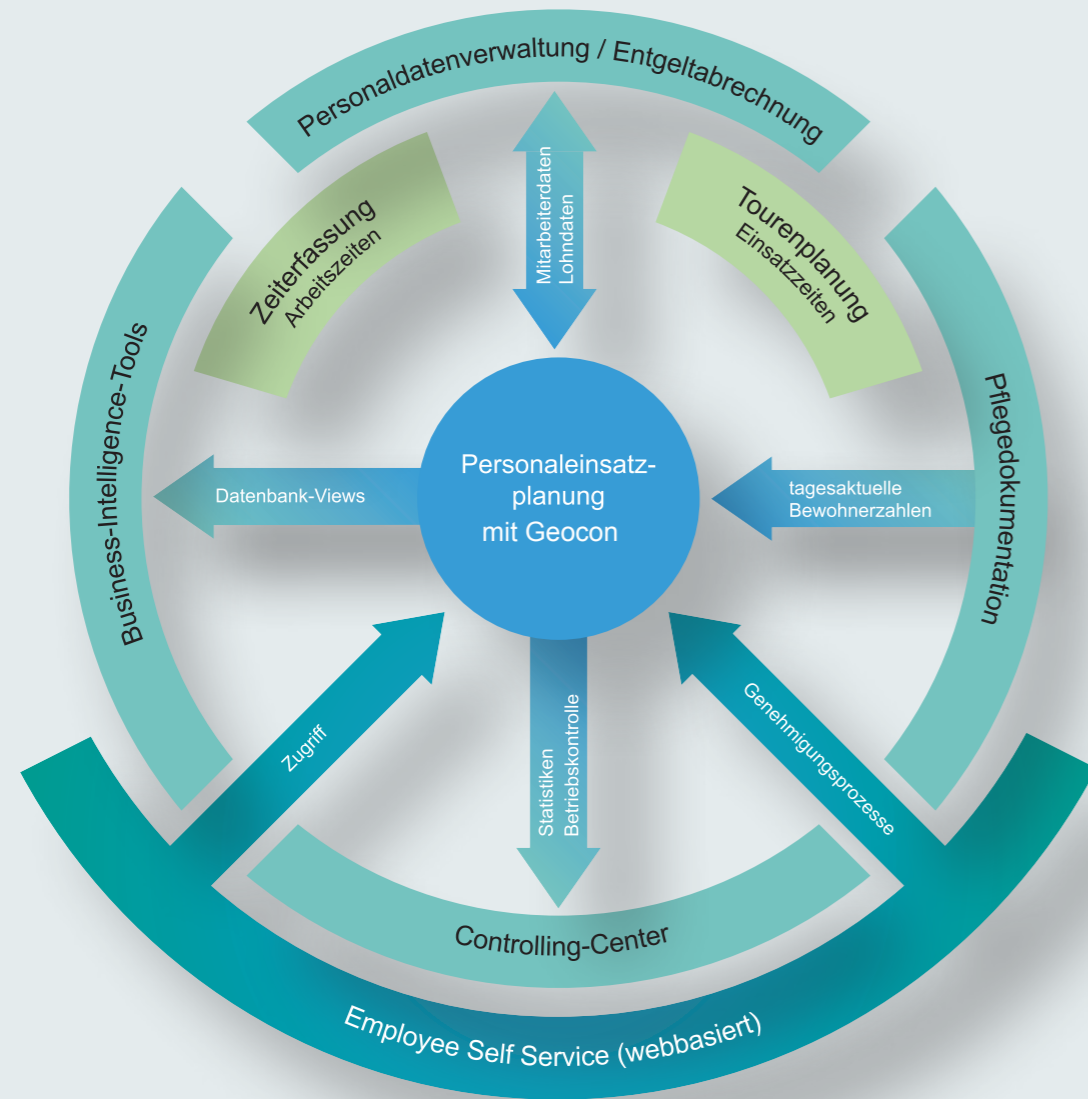 Personaldatenverwaltung / Entgeltabrechnung
Zeiterfassung
Arbeitszeiten
Mitarbeiterdaten
Lohndaten
Tourenplanung
Einsatzzeiten
Business-Intelligence-Tools
Datenbank-Views
Personaleinsatz-
planung
mit Geocon
tagesaktuelle
Bewohnerzahlen
Pflegedokumentation
Zugriff
Statistiken
Betriebskontrolle
Genehmigungsprozesse
Controlling-Center
Employee Self Service (webbasiert)